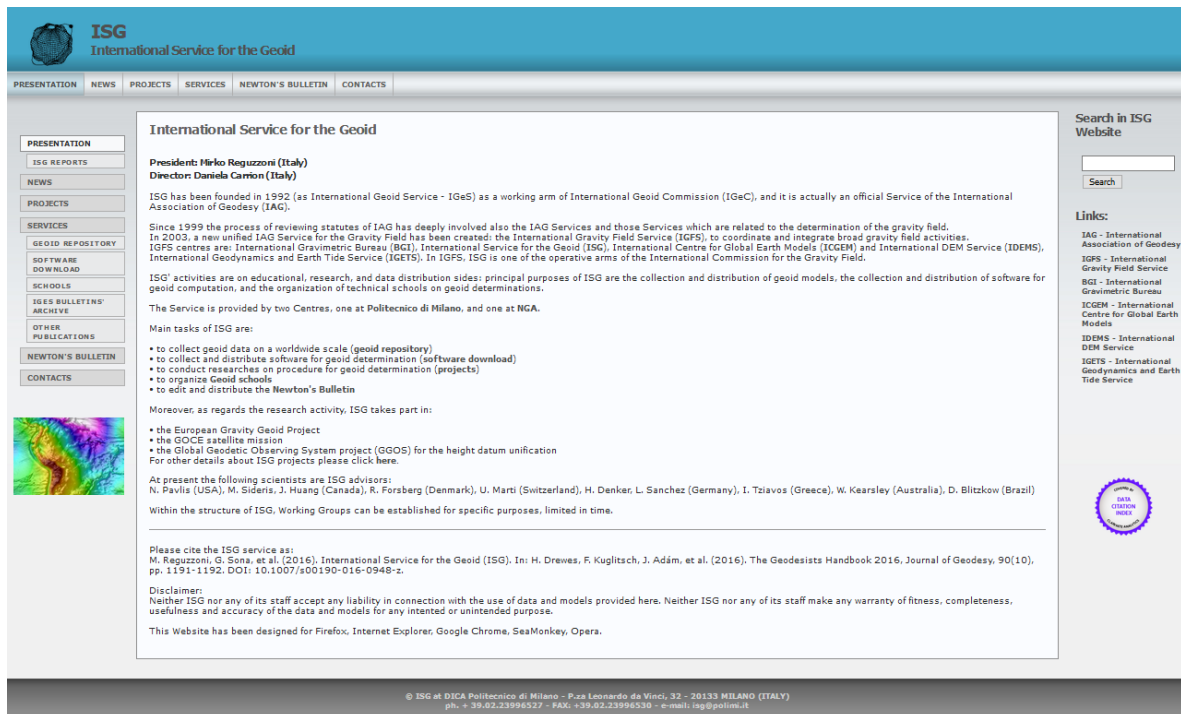 ISG
International Service for the Geoid
PRESENTATION NEWS PROJECTS SERVICES NEWTON'S BULLETIN CONTACTS
PRESENTATION
ISG REPORTS
NEWS
PROJECTS
SERVICES
GEOID REPOSITORY
SOFTWARE
DOWNLOAD
SCHOOLS
IGES BULLETINS'
ARCHIVE
OTHER
PUBLICATIONS
NEWTON'S BULLETIN
CONTACTS
International Service for the Geoid
President: Mirko Reguzzoni (Italy)
Director: Daniela Carrion (Italy)
ISG has been founded in 1992 (as International Geoid Service - IGeS) as a working arm of International Geoid Commission (IGeC), and it is actually an official Service of the International
Association of Geodesy (IAG).
Since 1999 the process of reviewing statutes of IAG has deeply involved also the IAG Services and those Services which are related to the determination of the gravity field.
In 2003, a new unified IAG Service for the Gravity Field has been created: the International Gravity Field Service (IGFS), to coordinate and integrate broad gravity field activities.
IGFS centres are: International Gravimetric Bureau (BGI), International Service for the Geoid (ISG), International Centre for Global Earth Models (ICGEM) and International DEM Service (IDEMS),
International Geodynamics and Earth Tide Service (IGETS). In IGFS, ISG is one of the operative arms of the International Commission for the Gravity Field.
ISG' activities are on educational, research, and data distribution sides: principal purposes of ISG are the collection and distribution of geoid models, the collection and distribution of software for
geoid computation, and the organization of technical schools on geoid determinations.
The Service is provided by two Centres, one at Politecnico di Milano, and one at NGA.
Main tasks of ISG are:
• to collect geoid data on a worldwide scale (geoid repository)
• to collect and distribute software for geoid determination (software download)
• to conduct researches on procedure for geoid determination (projects)
• to organize Geoid schools
• to edit and distribute the Newton's Bulletin
Moreover, as regards the research activity, ISG takes part in:
• the European Gravity Geoid Project
• the GOCE satellite mission
• the Global Geodetic Observing System project (GGOS) for the height datum unification
For other details about ISG projects please click here.
At present the following scientists are ISG advisors:
N. Pavlis (USA), M. Sideris, J. Huang (Canada), R. Forsberg (Denmark), U. Marti (Switzerland), H. Denker, L. Sanchez (Germany), I. Tziavos (Greece), W. Kearsley (Australia), D. Blitzkow (Brazil)
Within the structure of ISG, Working Groups can be established for specific purposes, limited in time.
Please cite the ISG service as:
M. Reguzzoni, G. Sona, et al. (2016). International Service for the Geoid (ISG). In: H. Drewes, F. Kuglitsch, J. Adám, et al. (2016). The Geodesists Handbook 2016, Journal of Geodesy, 90(10),
pp. 1191-1192. DOI: 10.1007/s00190-016-0948-z.
Disclaimer:
Neither ISG nor any of its staff accept any liability in connection with the use of data and models provided here. Neither ISG nor any of its staff make any warranty of fitness, completeness,
usefulness and accuracy of the data and models for any intented or unintended purpose.
This Website has been designed for Firefox, Internet Explorer, Google Chrome, SeaMonkey, Opera.
Search in ISG
Website
Search
Links:
IAG - International
Association of Geodesy
IGFS - International
Gravity Field Service
BGI - International
Gravimetric Bureau
ICGEM - International
Centre for Global Earth
Models
IDEMS - International
DEM Service
IGETS - International
Geodynamics and Earth
Tide Service
COVERED BY
DATA
CITATION
INDEX
CLARIVATE ANALYTICS
© ISG at DICA Politecnico di Milano - P.za Leonardo da Vinci, 32 - 20133 MILANO (ITALY)
ph. + 39.02.23996527 - FAX: +39.02.23996530 - e-mail: isg@polimi.it